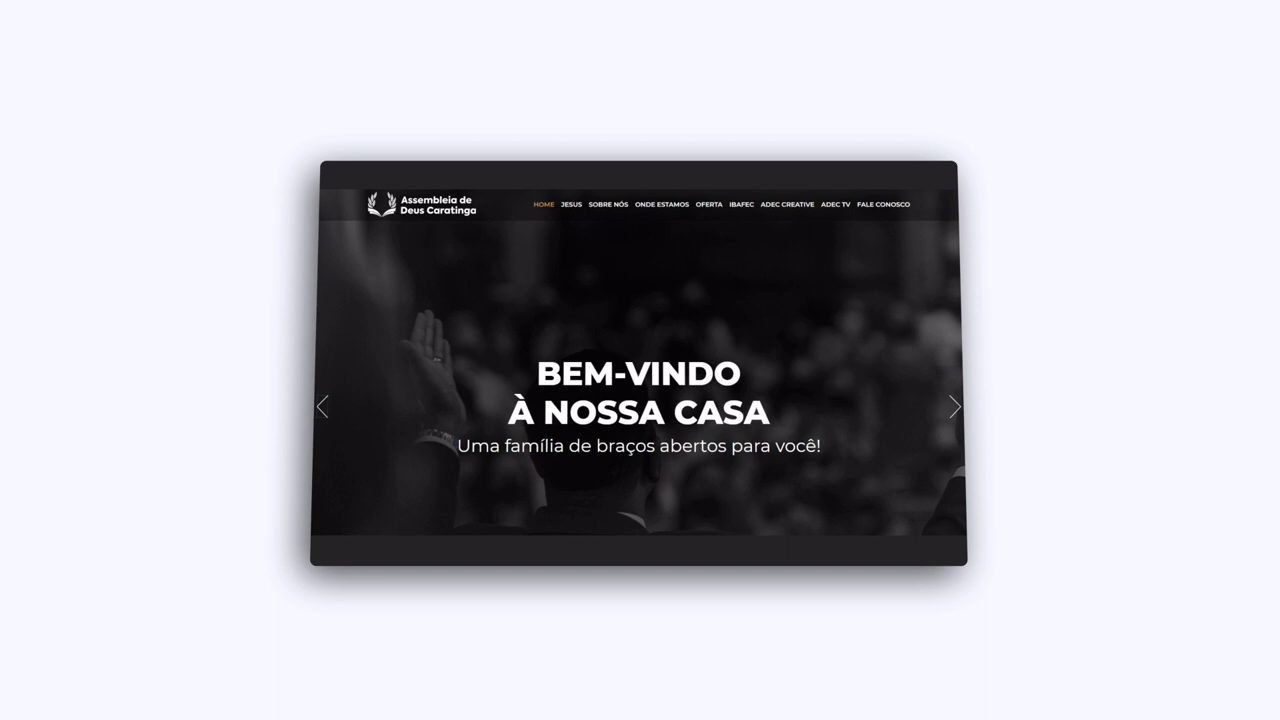 Assembleia de
Deus Caratinga
HOME JESUS SOBRE NÓS ONDE ESTAMOS OFERTA IBAFEC ADEC CREATIVE ADEC TV FALE CONOSCO
BEM-VINDO
À NOSSA CASA
Uma família de braços abertos para você!